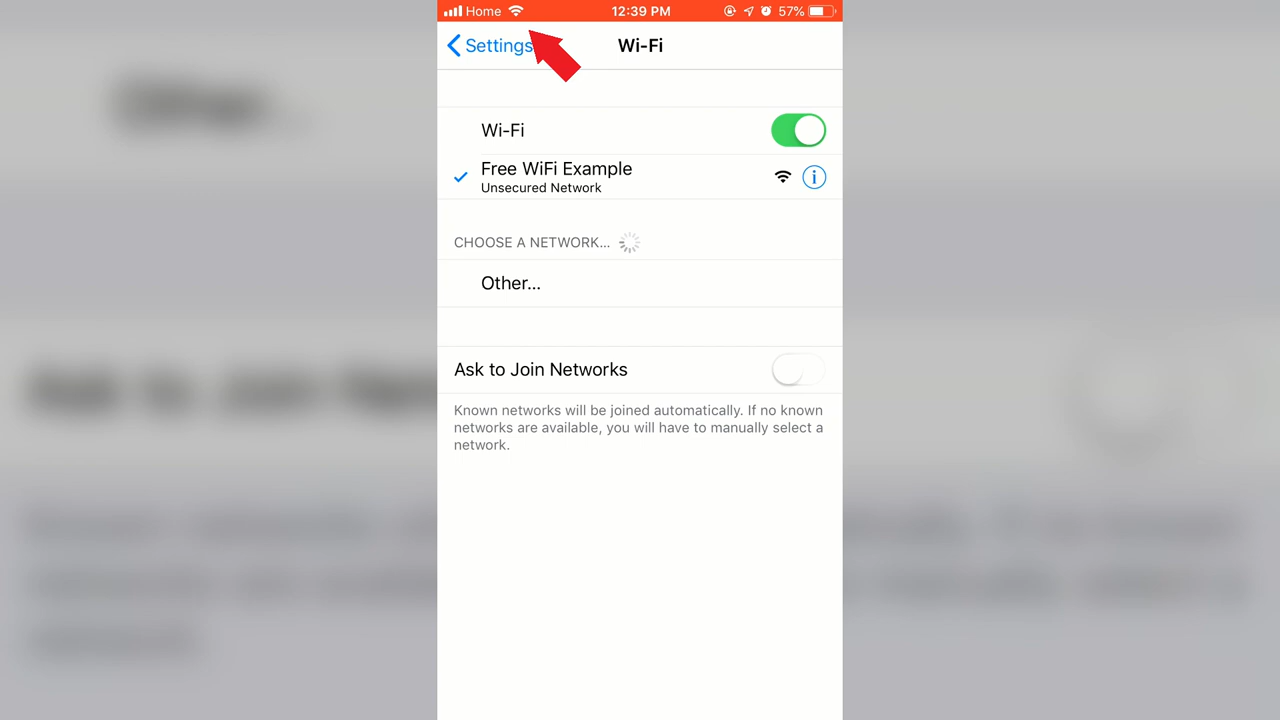 Home 12:39 PM 57%
Settings Wi-Fi
Wi-Fi
Free WiFi Example
Unsecured Network
CHOOSE A NETWORK...
Other...
Ask to Join Networks
Known networks will be joined automatically. If no known
networks are available, you will have to manually select a
network.